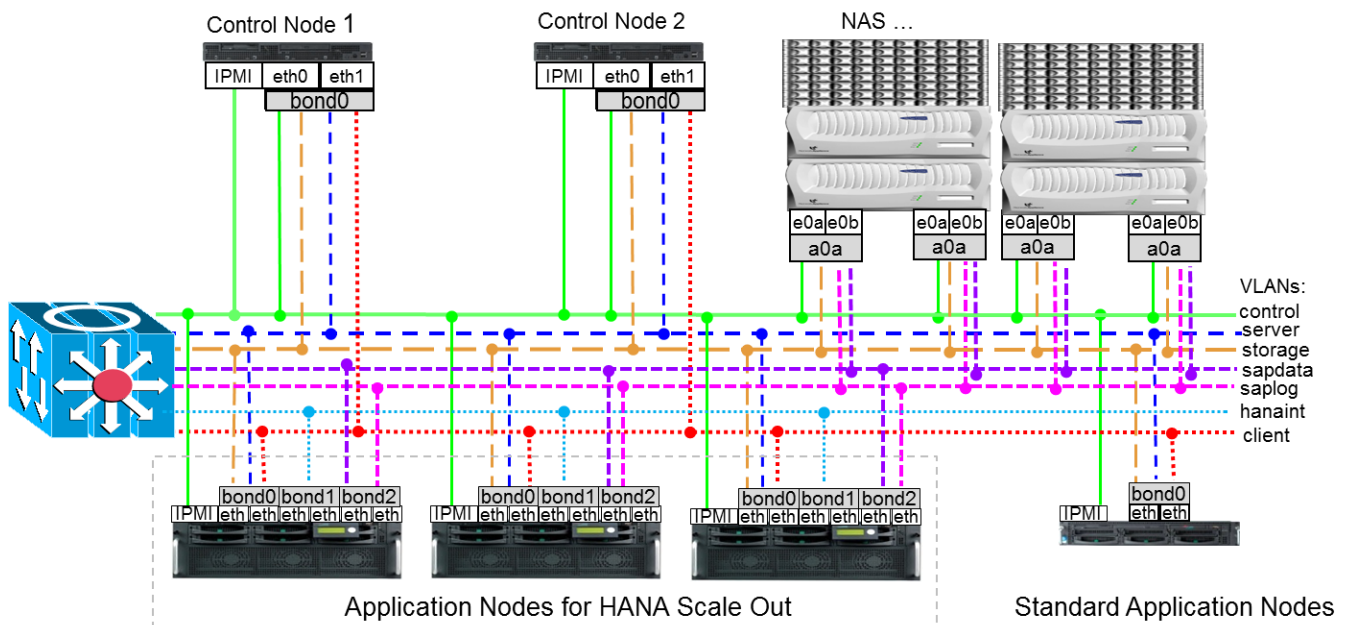 Control Node 1
Control Node 2
NAS ...
IPMI eth0 eth1
bond0
IPMI eth0 eth1
bond0
e0a e0b
a0a
e0a e0b
a0a
e0a e0b
a0a
e0a e0b
a0a
VLANs:
control
server
storage
sapdata
saplog
hanaint
client
bond0 bond1 bond2
IPMI eth eth eth eth eth eth
bond0 bond1 bond2
IPMI eth eth eth eth eth eth
bond0 bond1 bond2
IPMI eth eth eth eth eth eth
bond0
IPMI eth eth
Application Nodes for HANA Scale Out
Standard Application Nodes